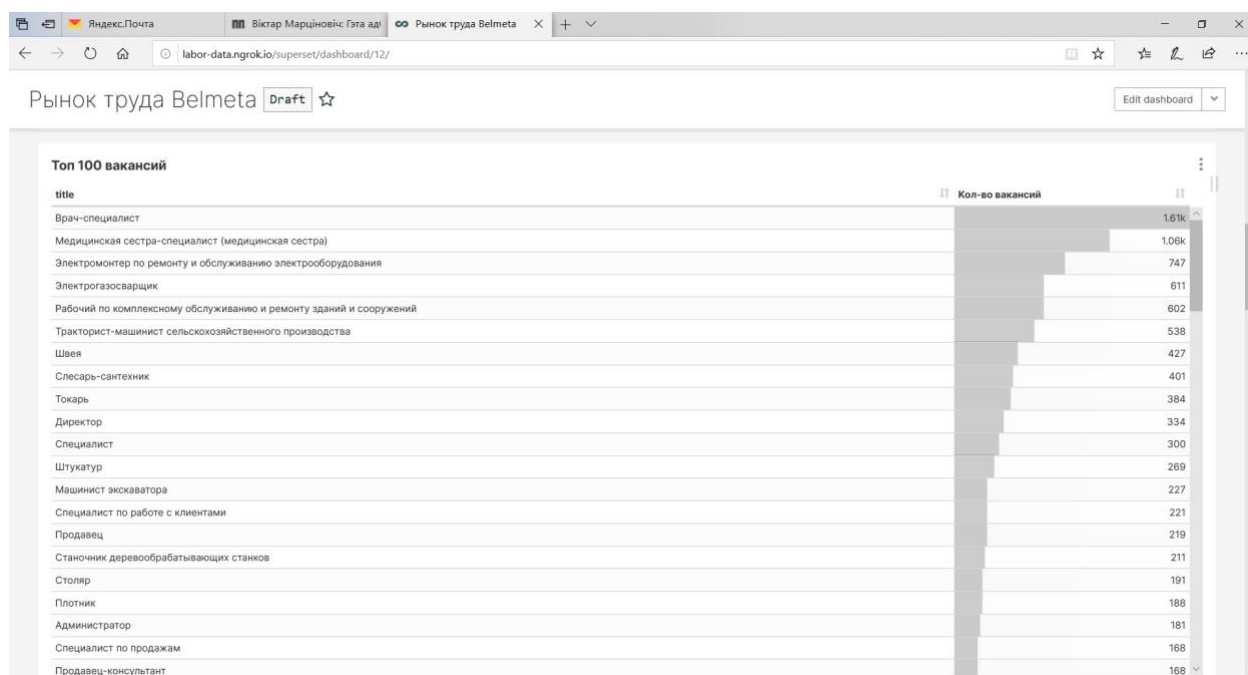 Яндекс.Почта
Віктар Марціновіч: Гэта ад
Рынок труда Belmeta
labor-data.ngrok.io/superset/dashboard/12/
Рынок труда Belmeta Draft Edit dashboard
Топ 100 вакансий
title Кол-во вакансий
Врач-специалист 1.61k
Медицинская сестра-специалист (медицинская сестра) 1.06k
Электромонтер по ремонту и обслуживанию электрооборудования 747
Электрогазосварщик 611
Рабочий по комплексному обслуживанию и ремонту зданий и сооружений 602
Тракторист-машинист сельскохозяйственного производства 538
Швея 427
Слесарь-сантехник 401
Токарь 384
Директор 334
Специалист 300
Штукатур 269
Машинист экскаватора 227
Специалист по работе с клиентами 221
Продавец 219
Станочник деревообрабатывающих станков 211
Столяр 191
Плотник 188
Администратор 181
Специалист по продажам 168
Продавец-консультант 168